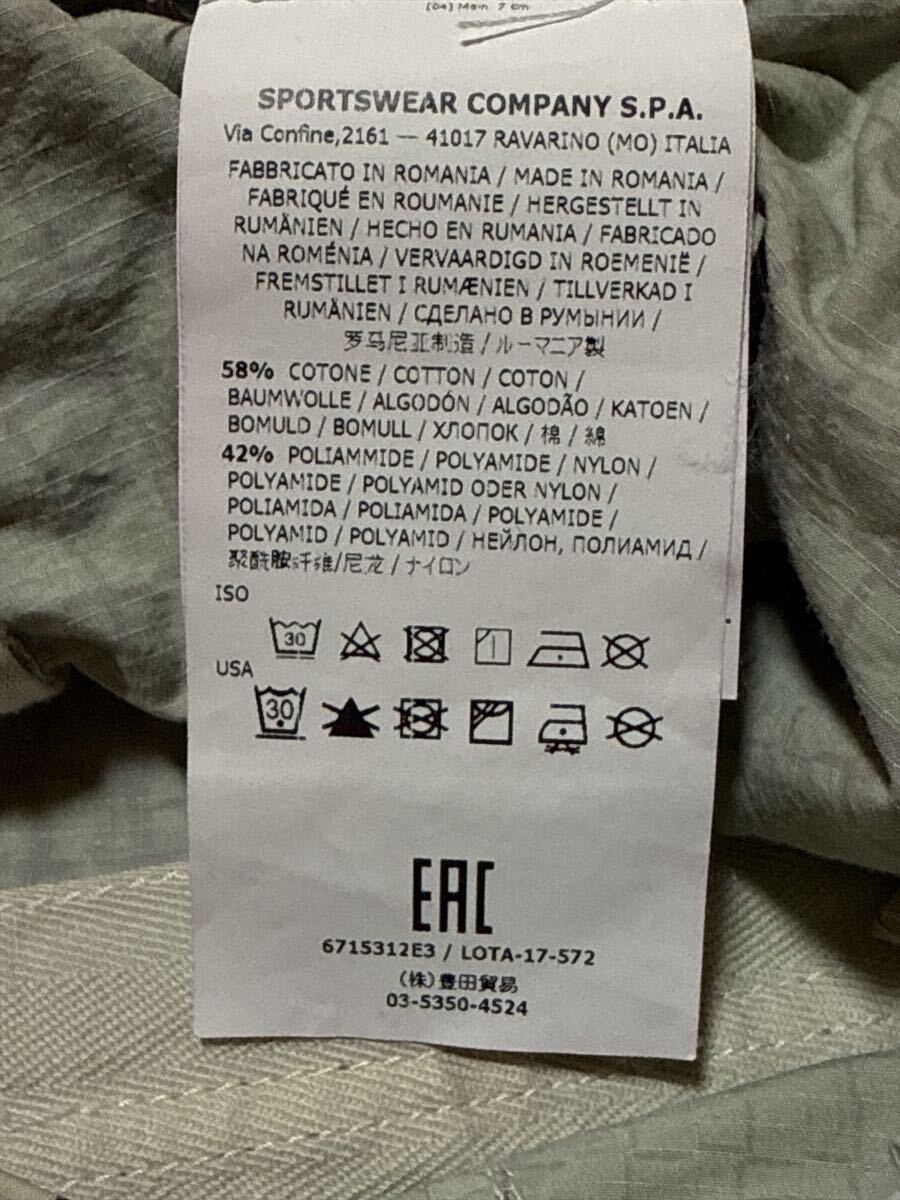 [04] Main 7 cm
SPORTSWEAR COMPANY S.P.A.
Via Confine,2161 — 41017 RAVARINO (MO) ITALIA
FABBRICATO IN ROMANIA / MADE IN ROMANIA /
FABRIQUÉ EN ROUMANIE / HERGESTELLT IN
RUMÄNIEN / HECHO EN RUMANIA / FABRICADO
NA ROMÉNIA / VERVAARDIGD IN ROEMENIË /
FREMSTILLET I RUMÆNIEN / TILLVERKAD I
RUMÄNIEN / СДЕЛАНО В РУМЫНИИ /
罗马尼亚制造 / ルーマニア製
58% COTONE / COTTON / COTON /
BAUMWOLLE / ALGODÓN / ALGODÃO / KATOEN /
BOMULD / BOMULL / ХЛОПОК / 棉 / 綿
42% POLIAMMIDE / POLYAMIDE / NYLON /
POLYAMIDE / POLYAMID ODER NYLON /
POLIAMIDA / POLIAMIDA / POLYAMIDE /
POLYAMID / POLYAMID / НЕЙЛОН, ПОЛИАМИД /
聚酰胺纤维/尼龙 / ナイロン
ISO
30
USA
30
EAC
6715312E3 / LOTA-17-572
(株)豊田貿易
03-5350-4524